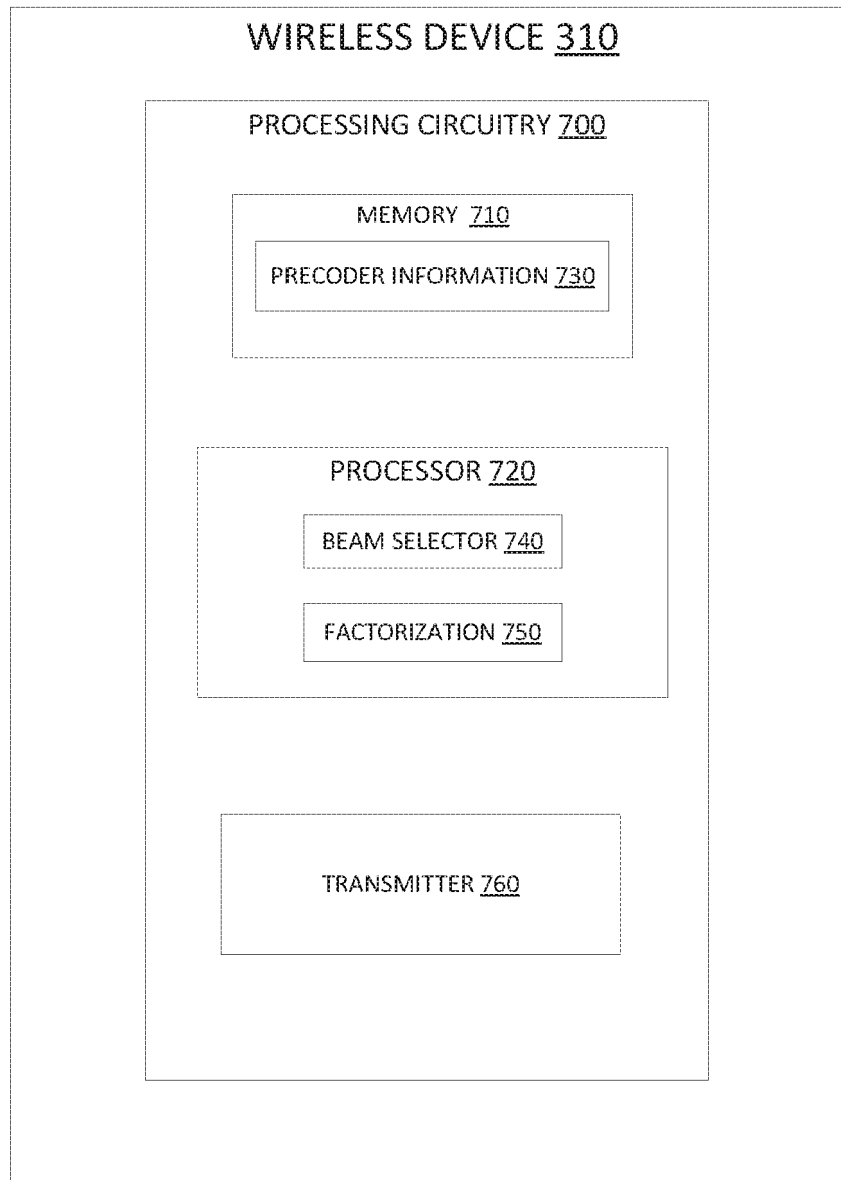 WIRELESS DEVICE 310
PROCESSING CIRCUITRY 700
MEMORY 710
PRECODER INFORMATION 730
PROCESSOR 720
BEAM SELECTOR 740
FACTORIZATION 750
TRANSMITTER 760